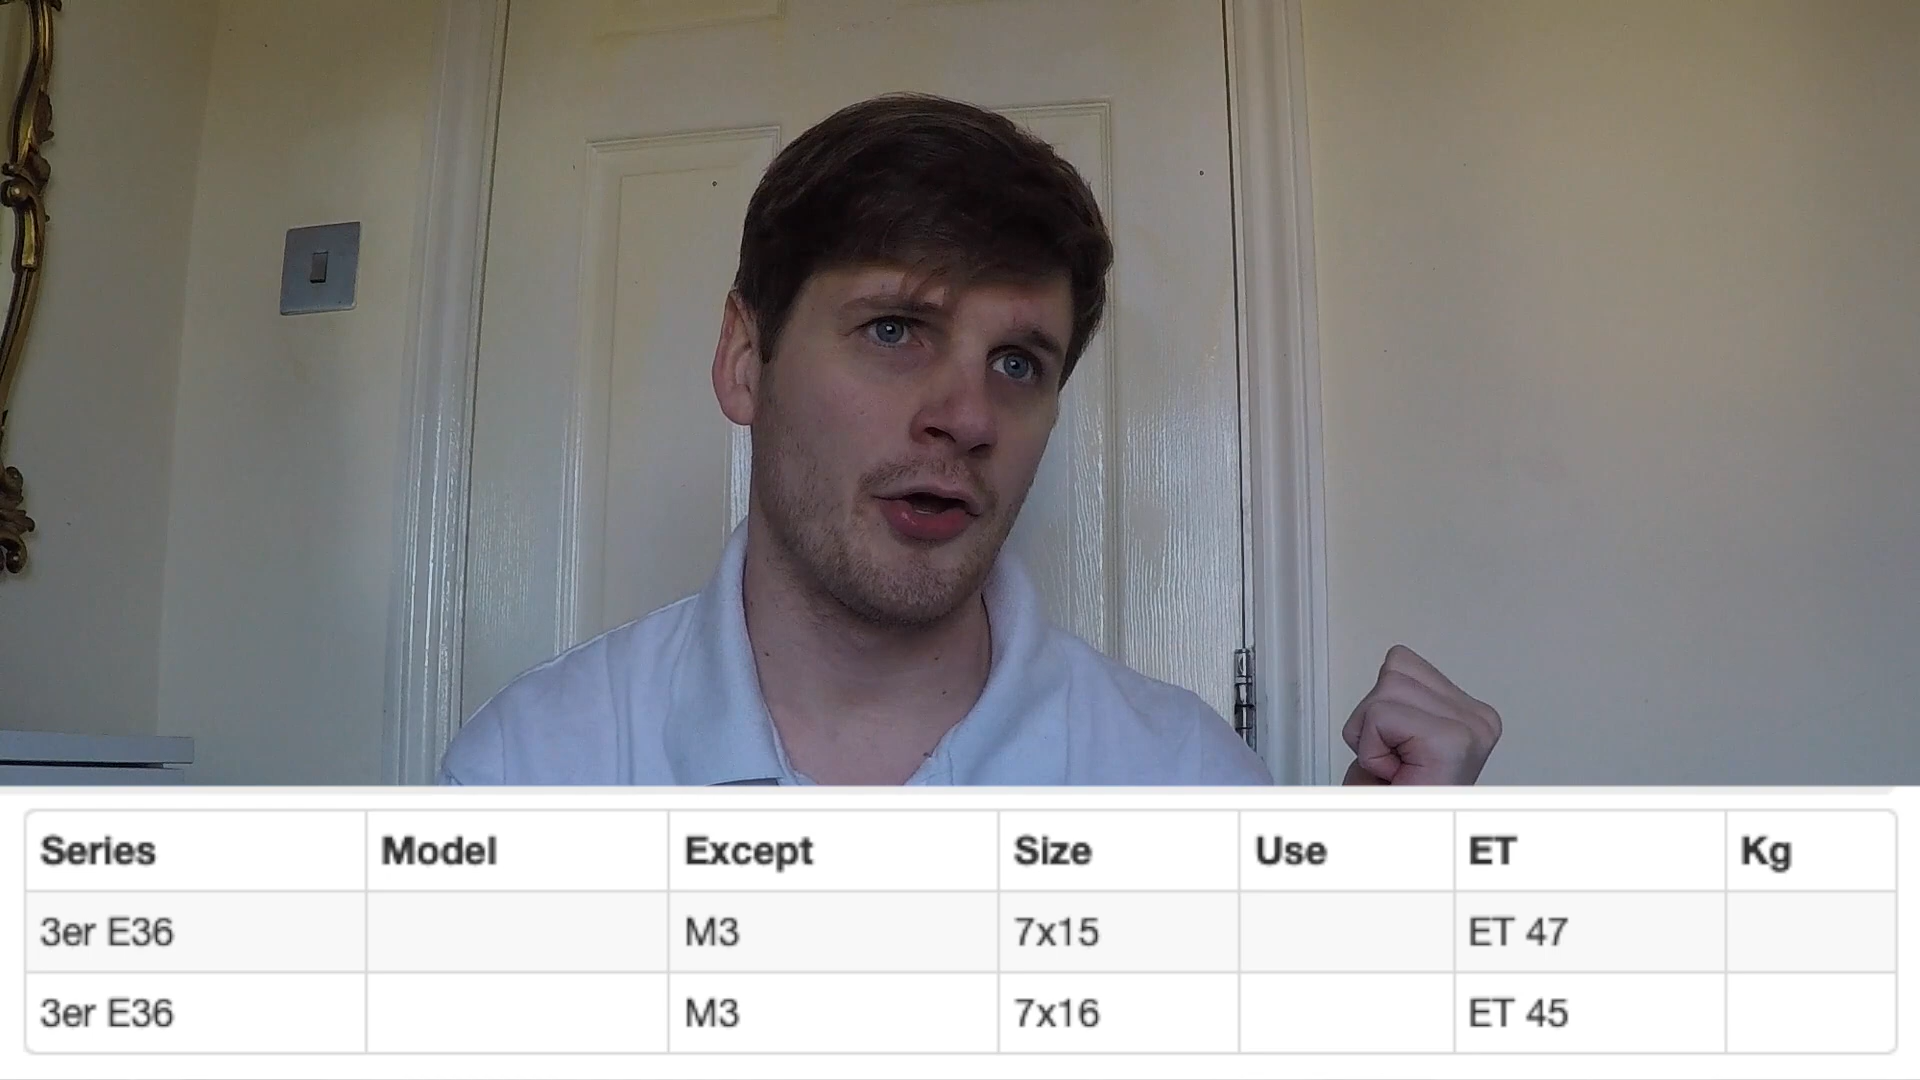 Series Model Except Size Use ET Kg
3er E36 M3 7x15 ET 47
3er E36 M3 7x16 ET 45